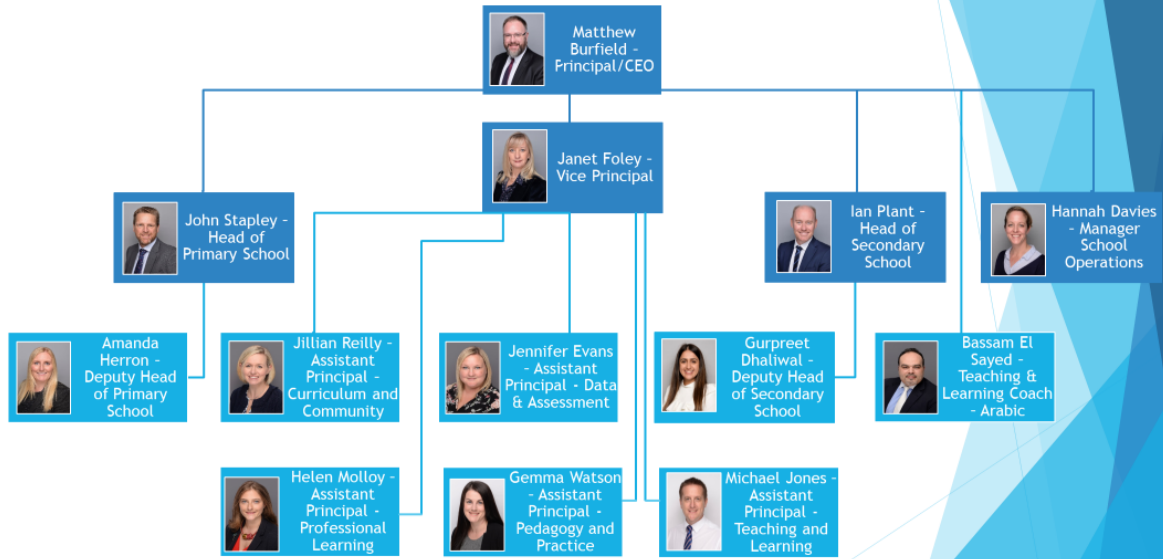 Matthew
Burfield –
Principal/CEO
Janet Foley –
Vice Principal
John Stapley –
Head of
Primary School
Ian Plant –
Head of
Secondary
School
Hannah Davies
– Manager
School
Operations
Amanda
Herron –
Deputy Head
of Primary
School
Jillian Reilly –
Assistant
Principal –
Curriculum and
Community
Jennifer Evans
– Assistant
Principal - Data
& Assessment
Gurpreet
Dhaliwal –
Deputy Head
of Secondary
School
Bassam El
Sayed –
Teaching &
Learning Coach
– Arabic
Helen Molloy –
Assistant
Principal -
Professional
Learning
Gemma Watson
– Assistant
Principal -
Pedagogy and
Practice
Michael Jones –
Assistant
Principal -
Teaching and
Learning